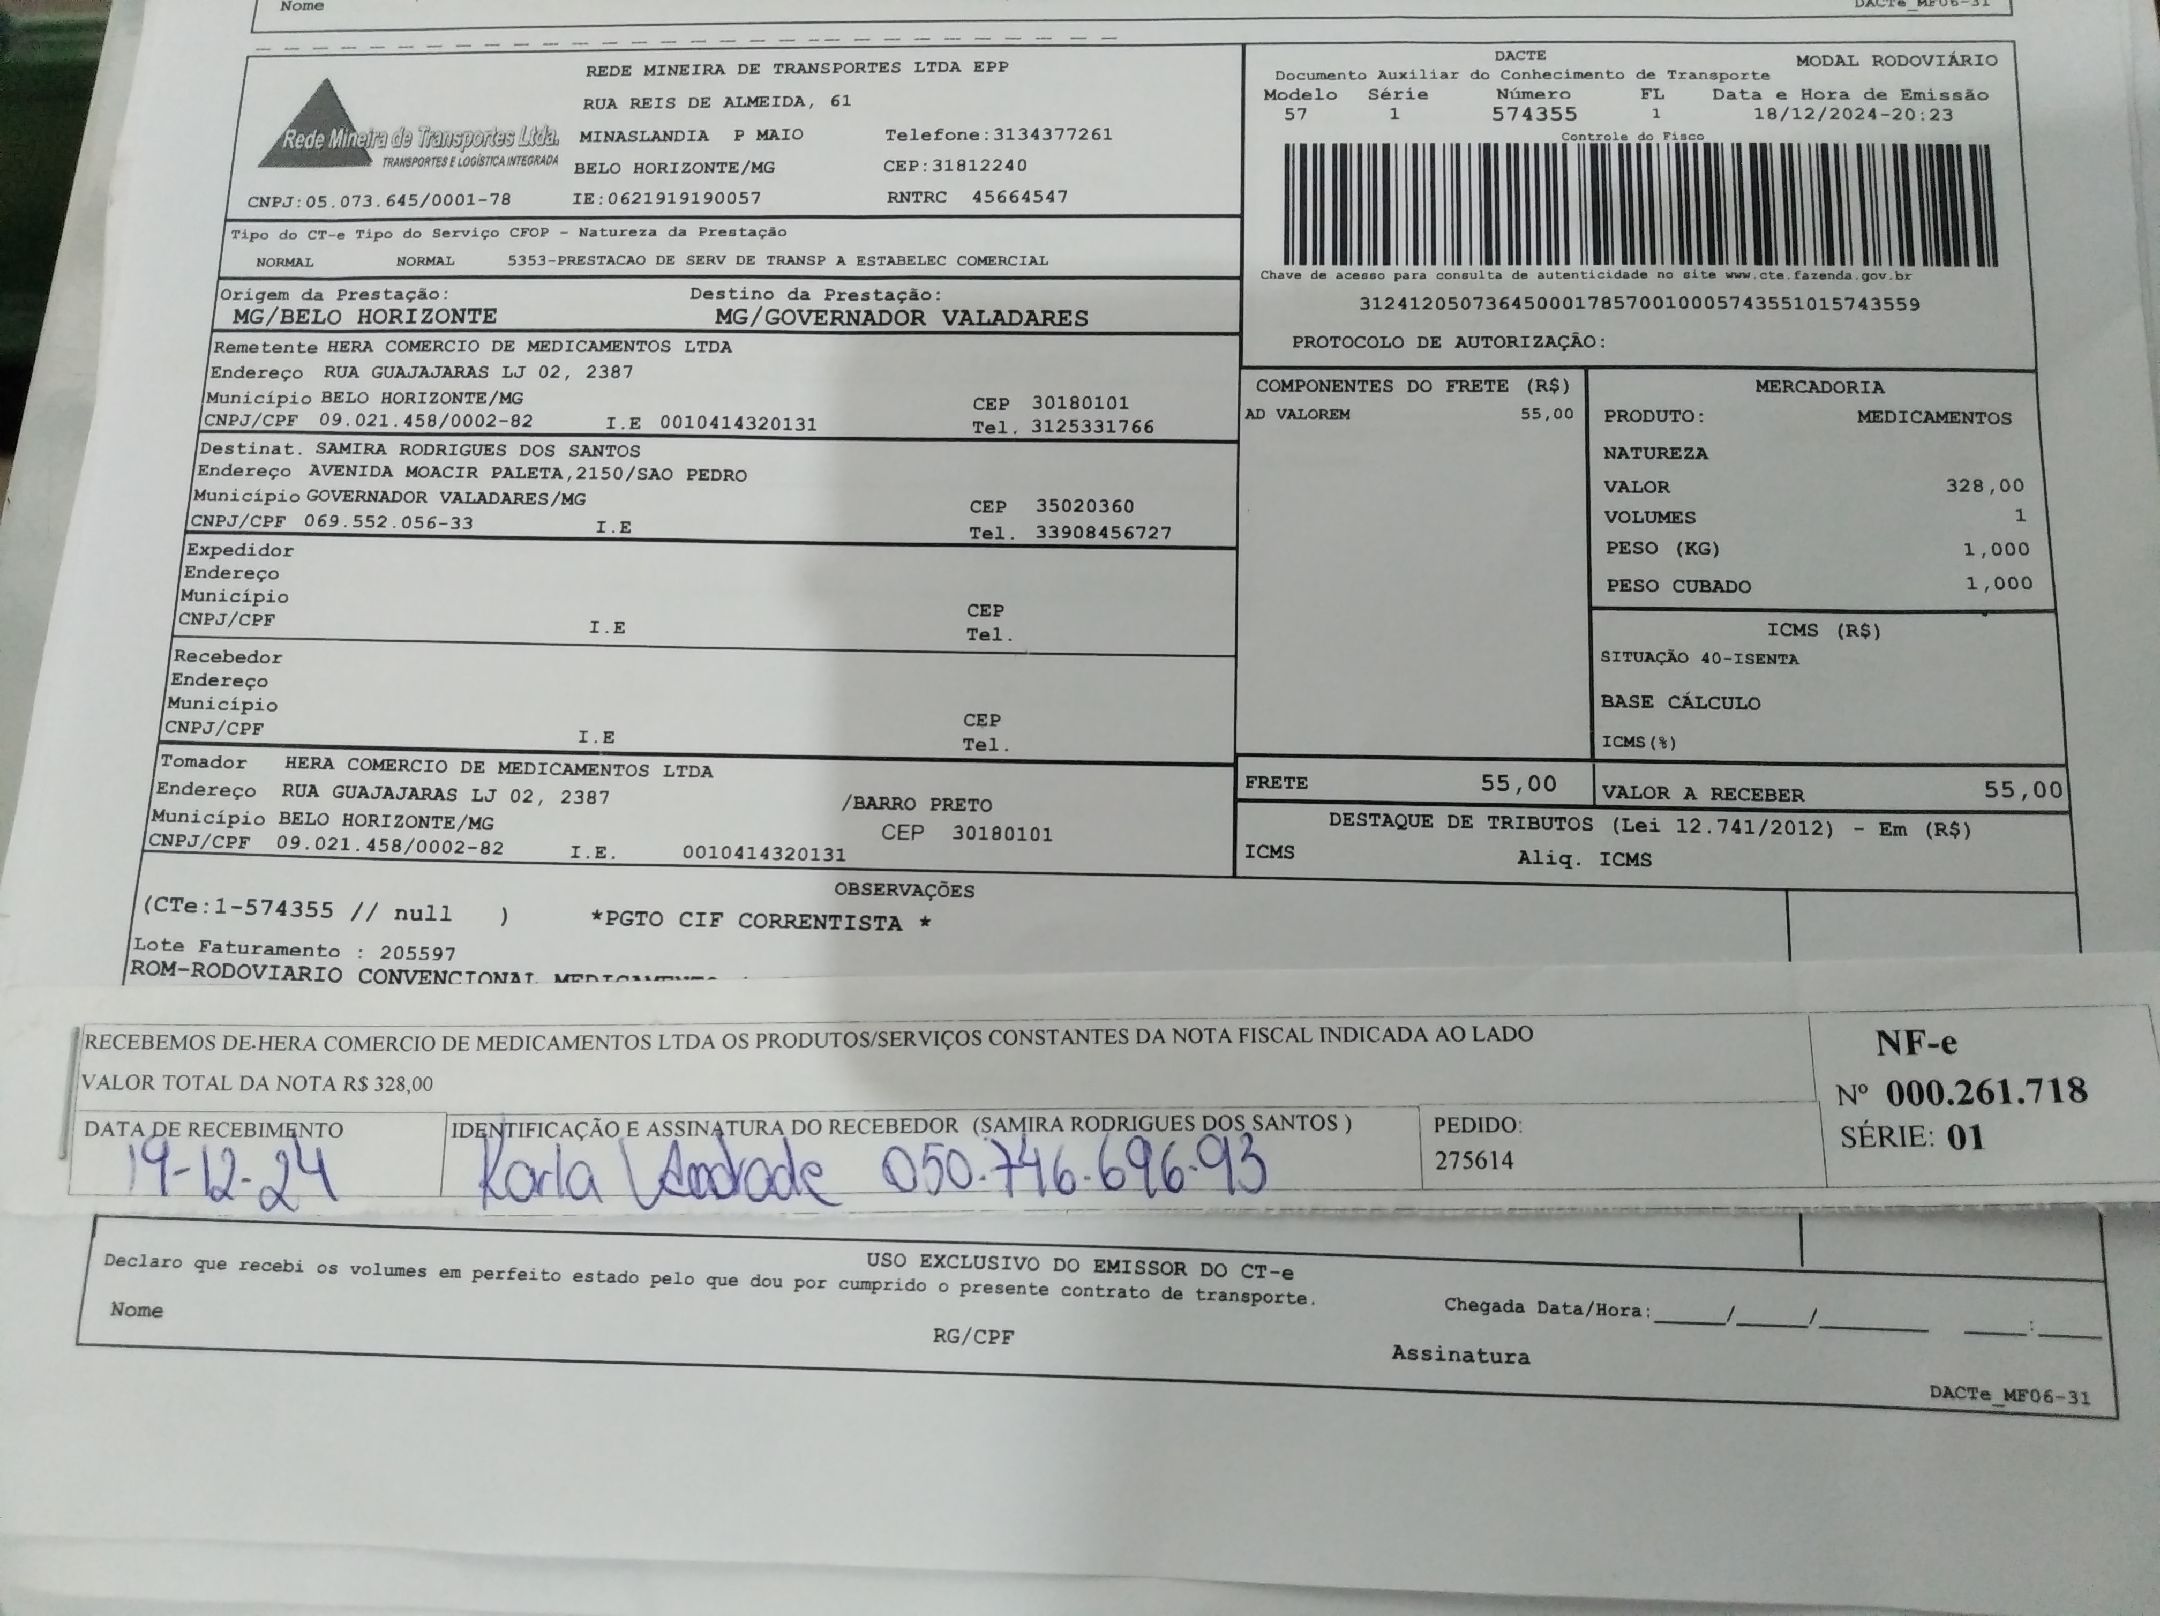 Nome
DACTe_MF06-31
REDE MINEIRA DE TRANSPORTES LTDA EPP
RUA REIS DE ALMEIDA, 61
Rede Mineira de Transportes Ltda.
TRANSPORTES E LOGÍSTICA INTEGRADA
MINASLANDIA P MAIO Telefone:3134377261
BELO HORIZONTE/MG CEP:31812240
CNPJ:05.073.645/0001-78 IE:0621919190057 RNTRC 45664547
DACTE MODAL RODOVIÁRIO
Documento Auxiliar do Conhecimento de Transporte
Modelo Série Número FL Data e Hora de Emissão
57 1 574355 1 18/12/2024-20:23
Controle do Fisco
Chave de acesso para consulta de autenticidade no site www.cte.fazenda.gov.br
31241205073645000178570010005743551015743559
PROTOCOLO DE AUTORIZAÇÃO:
Tipo do CT-e Tipo do Serviço CFOP - Natureza da Prestação
NORMAL NORMAL 5353-PRESTACAO DE SERV DE TRANSP A ESTABELEC COMERCIAL
Origem da Prestação: Destino da Prestação:
MG/BELO HORIZONTE MG/GOVERNADOR VALADARES
Remetente HERA COMERCIO DE MEDICAMENTOS LTDA
Endereço RUA GUAJAJARAS LJ 02, 2387
Município BELO HORIZONTE/MG CEP 30180101
CNPJ/CPF 09.021.458/0002-82 I.E 0010414320131 Tel. 3125331766
Destinat. SAMIRA RODRIGUES DOS SANTOS
Endereço AVENIDA MOACIR PALETA,2150/SAO PEDRO
Município GOVERNADOR VALADARES/MG CEP 35020360
CNPJ/CPF 069.552.056-33 I.E Tel. 33908456727
Expedidor
Endereço
Município CEP
CNPJ/CPF I.E Tel.
Recebedor
Endereço
Município CEP
CNPJ/CPF I.E Tel.
Tomador HERA COMERCIO DE MEDICAMENTOS LTDA
Endereço RUA GUAJAJARAS LJ 02, 2387 /BARRO PRETO
Município BELO HORIZONTE/MG CEP 30180101
CNPJ/CPF 09.021.458/0002-82 I.E. 0010414320131
COMPONENTES DO FRETE (R$)
AD VALOREM 55,00
MERCADORIA
PRODUTO: MEDICAMENTOS
NATUREZA
VALOR 328,00
VOLUMES 1
PESO (KG) 1,000
PESO CUBADO 1,000
ICMS (R$)
SITUAÇÃO 40-ISENTA
BASE CÁLCULO
ICMS(%)
FRETE 55,00 VALOR A RECEBER 55,00
DESTAQUE DE TRIBUTOS (Lei 12.741/2012) - Em (R$)
ICMS Aliq. ICMS
OBSERVAÇÕES
(CTe:1-574355 // null ) *PGTO CIF CORRENTISTA *
Lote Faturamento : 205597
ROM-RODOVIARIO CONVENCIONAL
RECEBEMOS DE HERA COMERCIO DE MEDICAMENTOS LTDA OS PRODUTOS/SERVIÇOS CONSTANTES DA NOTA FISCAL INDICADA AO LADO
VALOR TOTAL DA NOTA R$ 328,00
DATA DE RECEBIMENTO IDENTIFICAÇÃO E ASSINATURA DO RECEBEDOR (SAMIRA RODRIGUES DOS SANTOS ) PEDIDO:
19-12-24 Karla Andrade 050.746.696-93 275614
NF-e
Nº 000.261.718
SÉRIE: 01
USO EXCLUSIVO DO EMISSOR DO CT-e
Declaro que recebi os volumes em perfeito estado pelo que dou por cumprido o presente contrato de transporte.
Nome RG/CPF Chegada Data/Hora:____/____/______ ____:____
Assinatura
DACTe_MF06-31